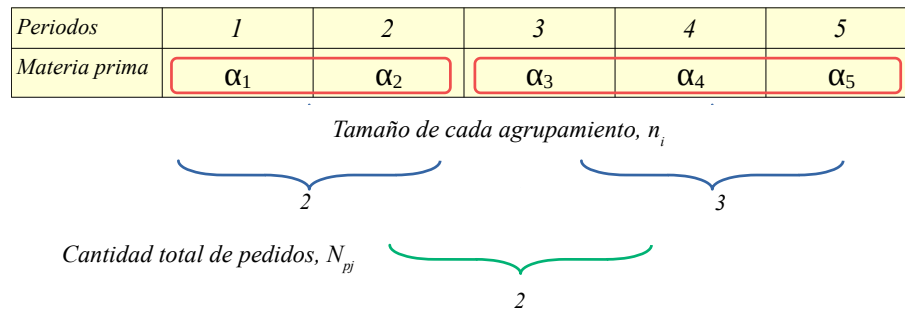 Periodos 1 2 3 4 5
Materia prima α₁ α₂ α₃ α₄ α₅
Tamaño de cada agrupamiento, nᵢ
2 3
Cantidad total de pedidos, Nₚⱼ
2